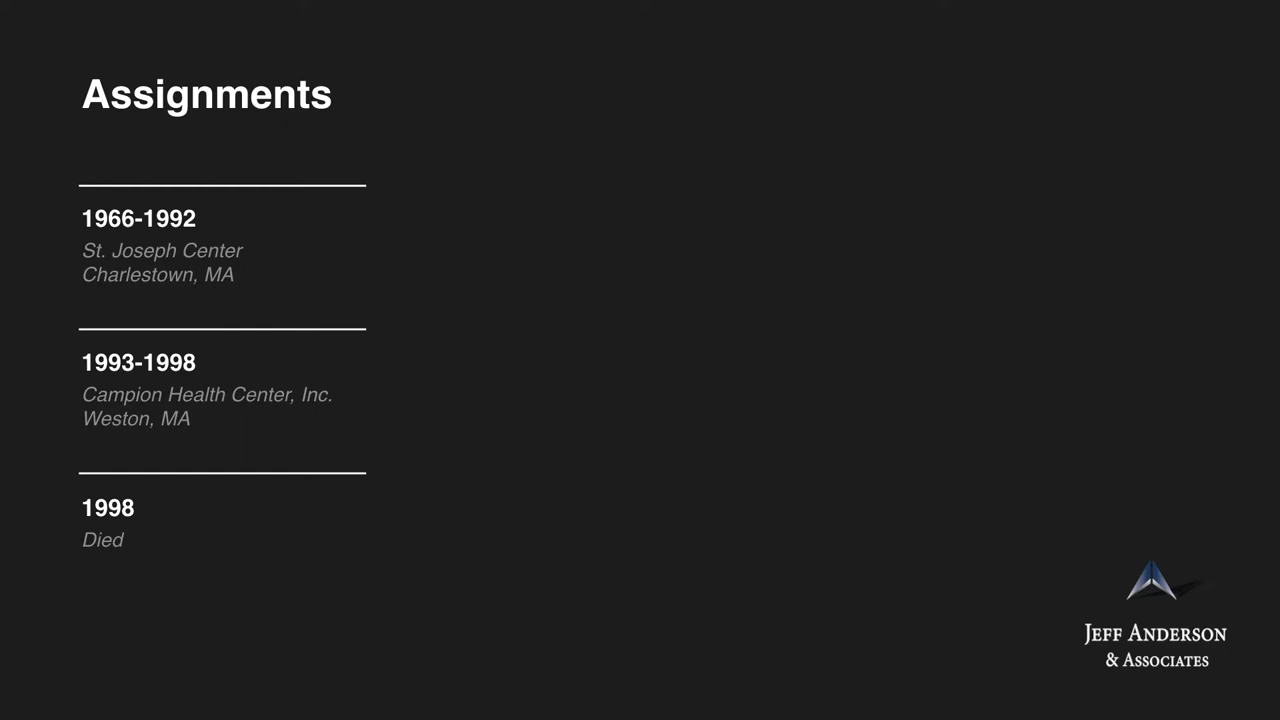 Assignments
1966-1992
St. Joseph Center
Charlestown, MA
1993-1998
Campion Health Center, Inc.
Weston, MA
1998
Died
JEFF ANDERSON
& ASSOCIATES